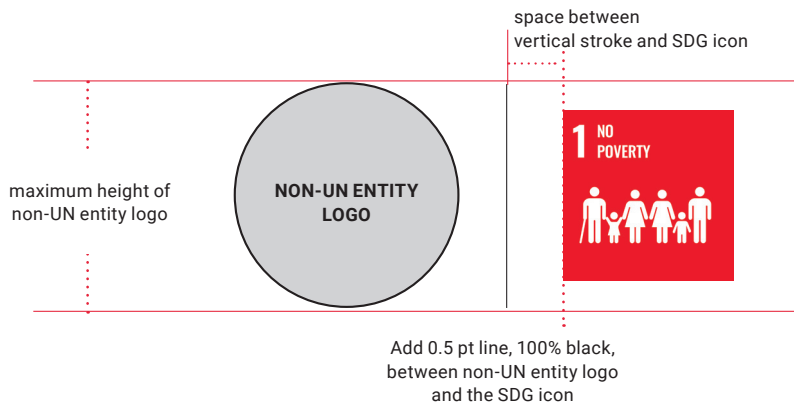 space between
vertical stroke and SDG icon
maximum height of
non-UN entity logo
NON-UN ENTITY
LOGO
1 NO
POVERTY
Add 0.5 pt line, 100% black,
between non-UN entity logo
and the SDG icon